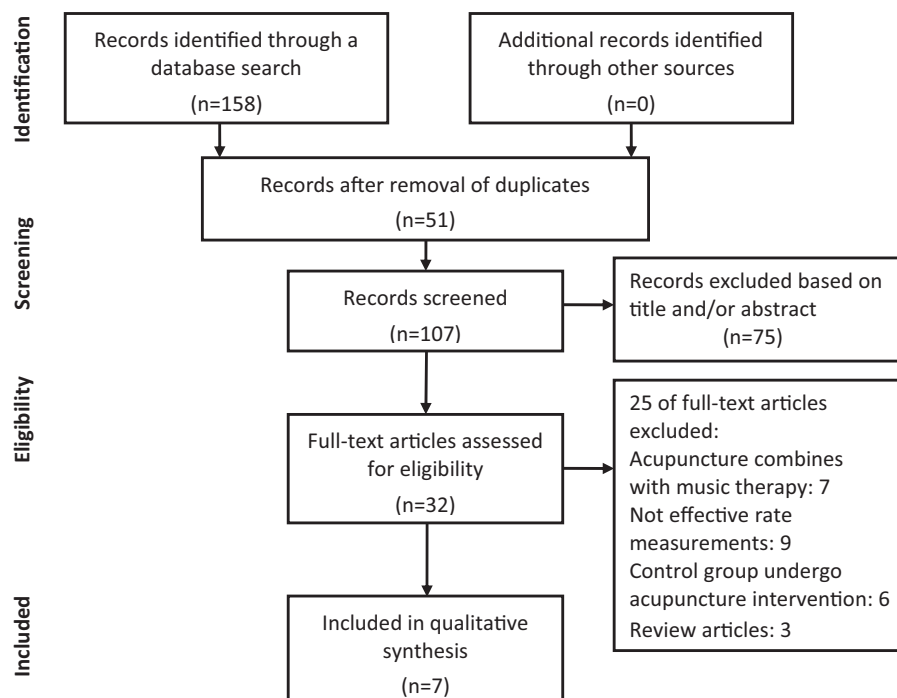 Identification
Records identified through a
database search
(n=158)
Additional records identified
through other sources
(n=0)
Records after removal of duplicates
(n=51)
Screening
Records screened
(n=107)
Records excluded based on
title and/or abstract
(n=75)
Eligibility
Full-text articles assessed
for eligibility
(n=32)
25 of full-text articles
excluded:
Acupuncture combines
with music therapy: 7
Not effective rate
measurements: 9
Control group undergo
acupuncture intervention: 6
Review articles: 3
Included
Included in qualitative
synthesis
(n=7)